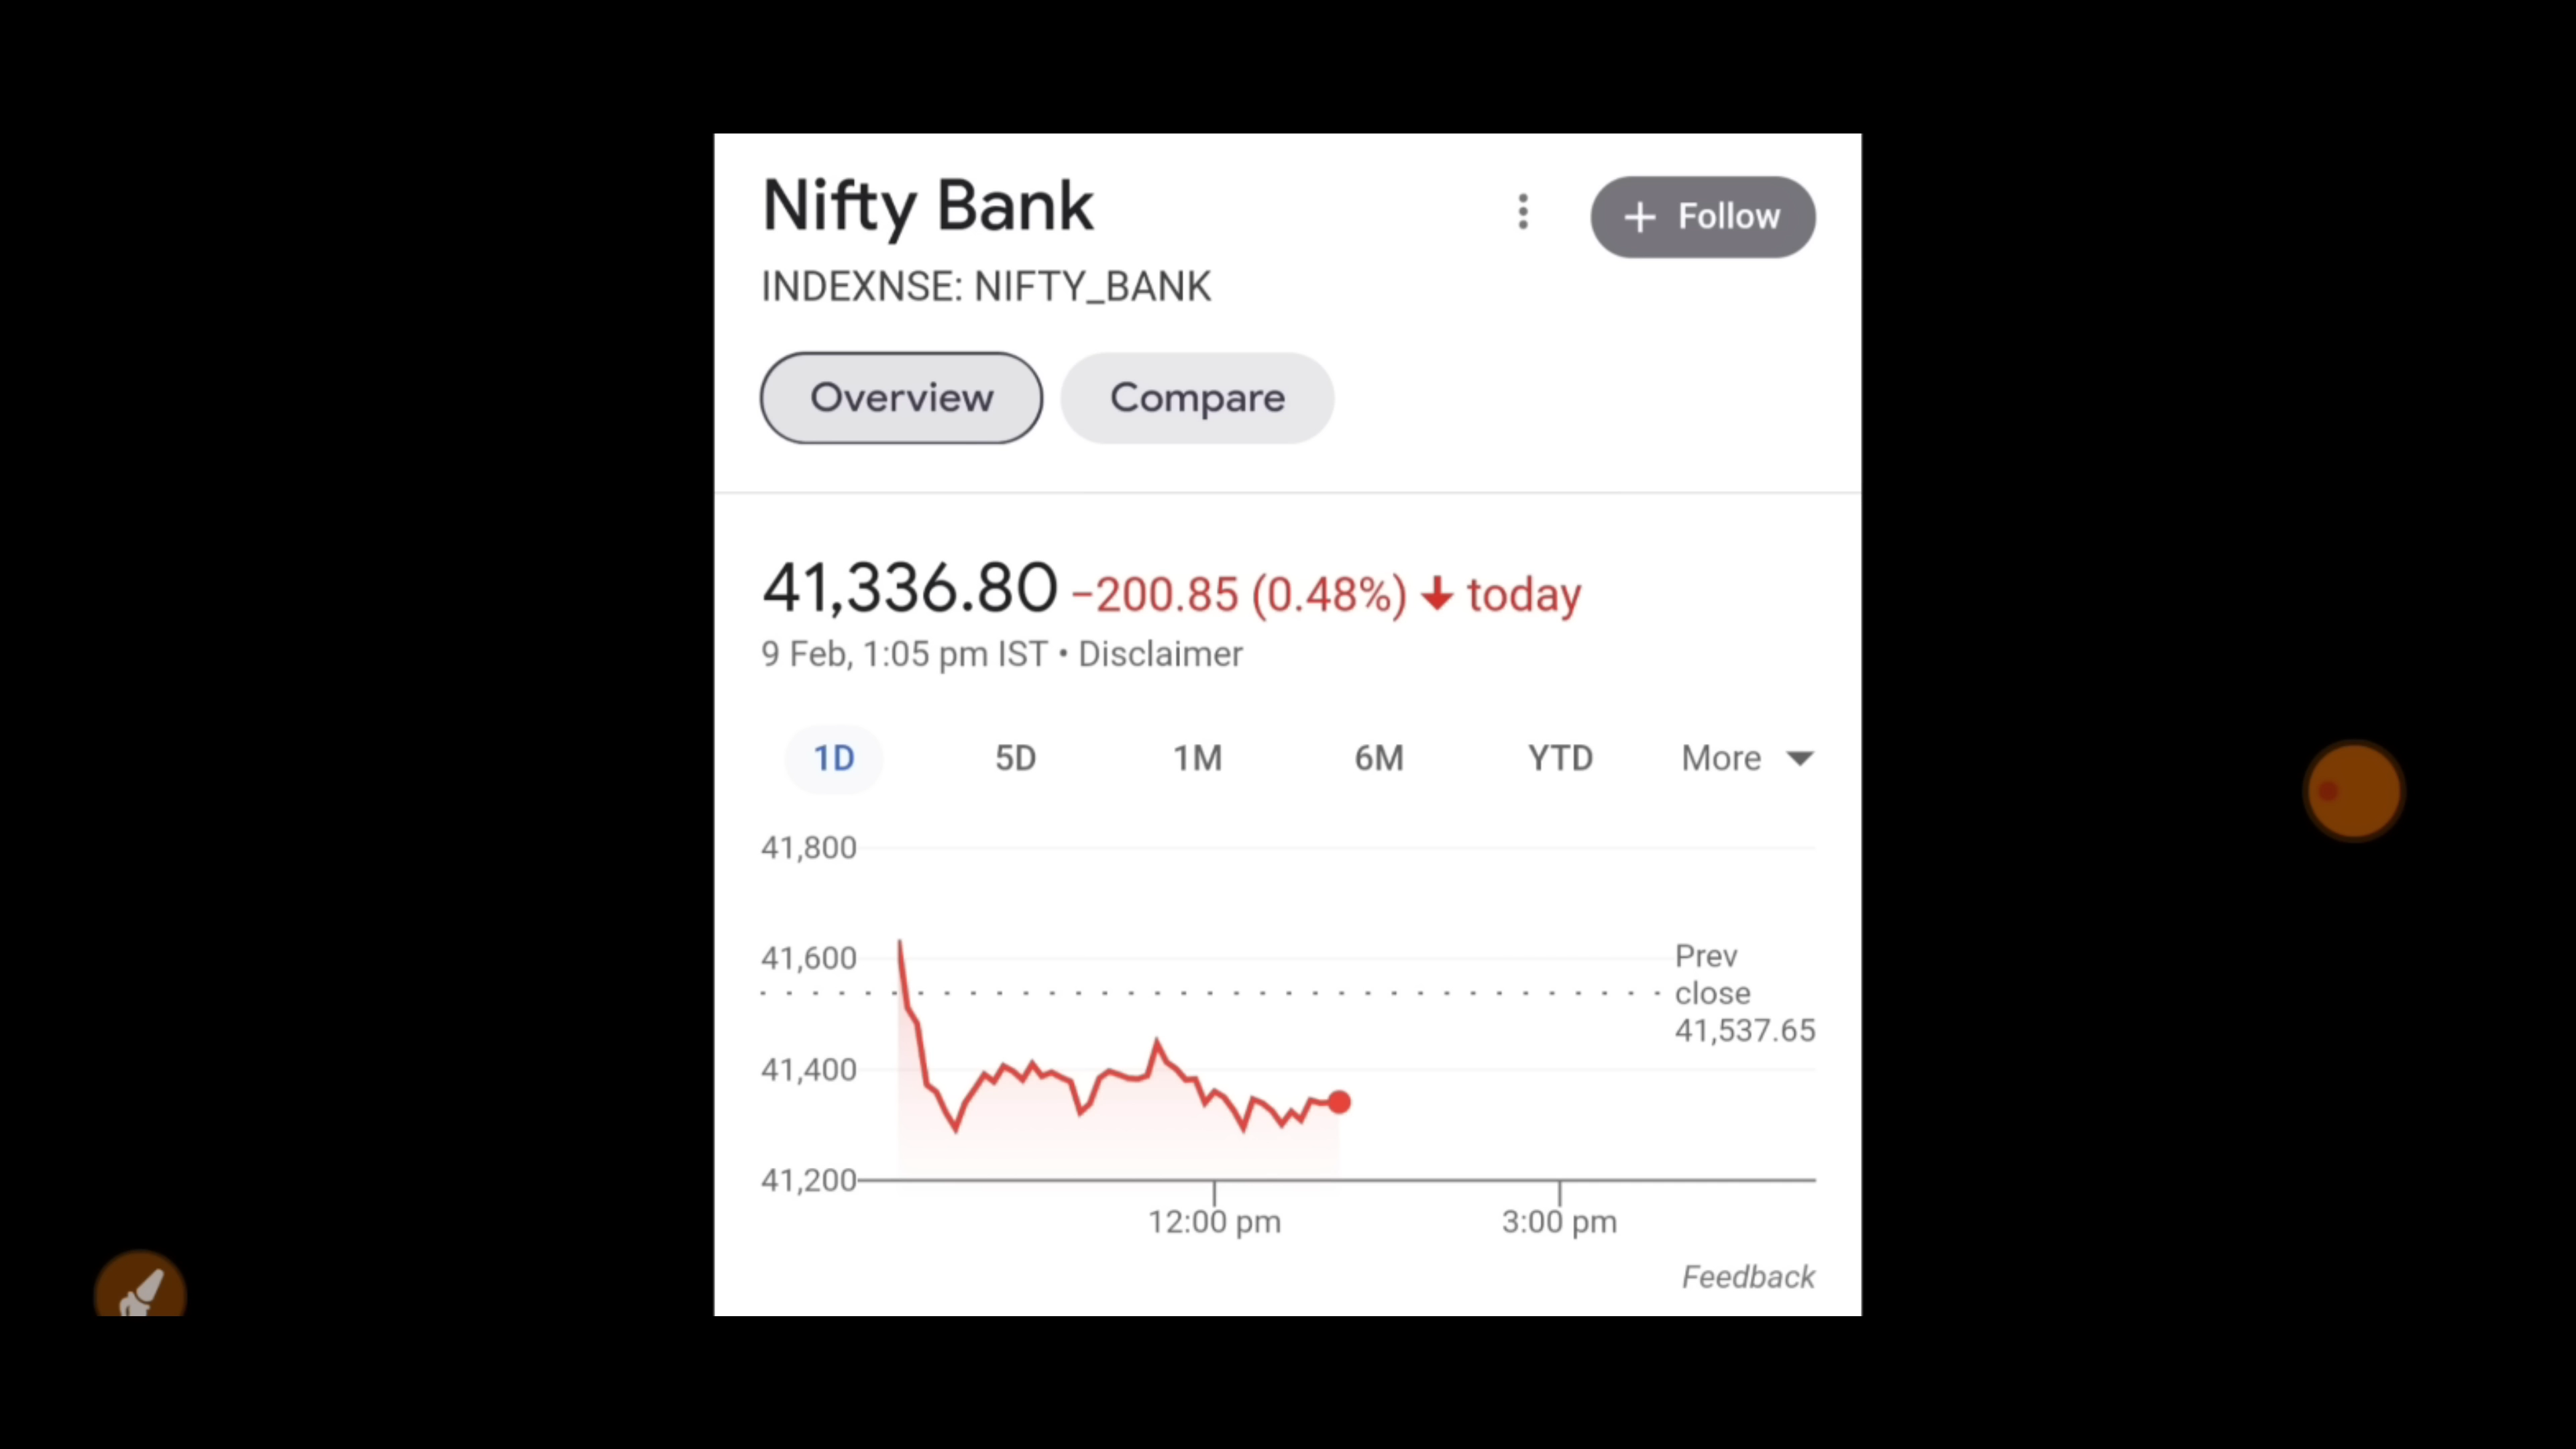 Nifty Bank
+ Follow
INDEXNSE: NIFTY_BANK
Overview
Compare
41,336.80 −200.85 (0.48%) ↓ today
9 Feb, 1:05 pm IST • Disclaimer
1D 5D 1M 6M YTD More
41,800
41,600
41,400
41,200
Prev
close
41,537.65
12:00 pm
3:00 pm
Feedback